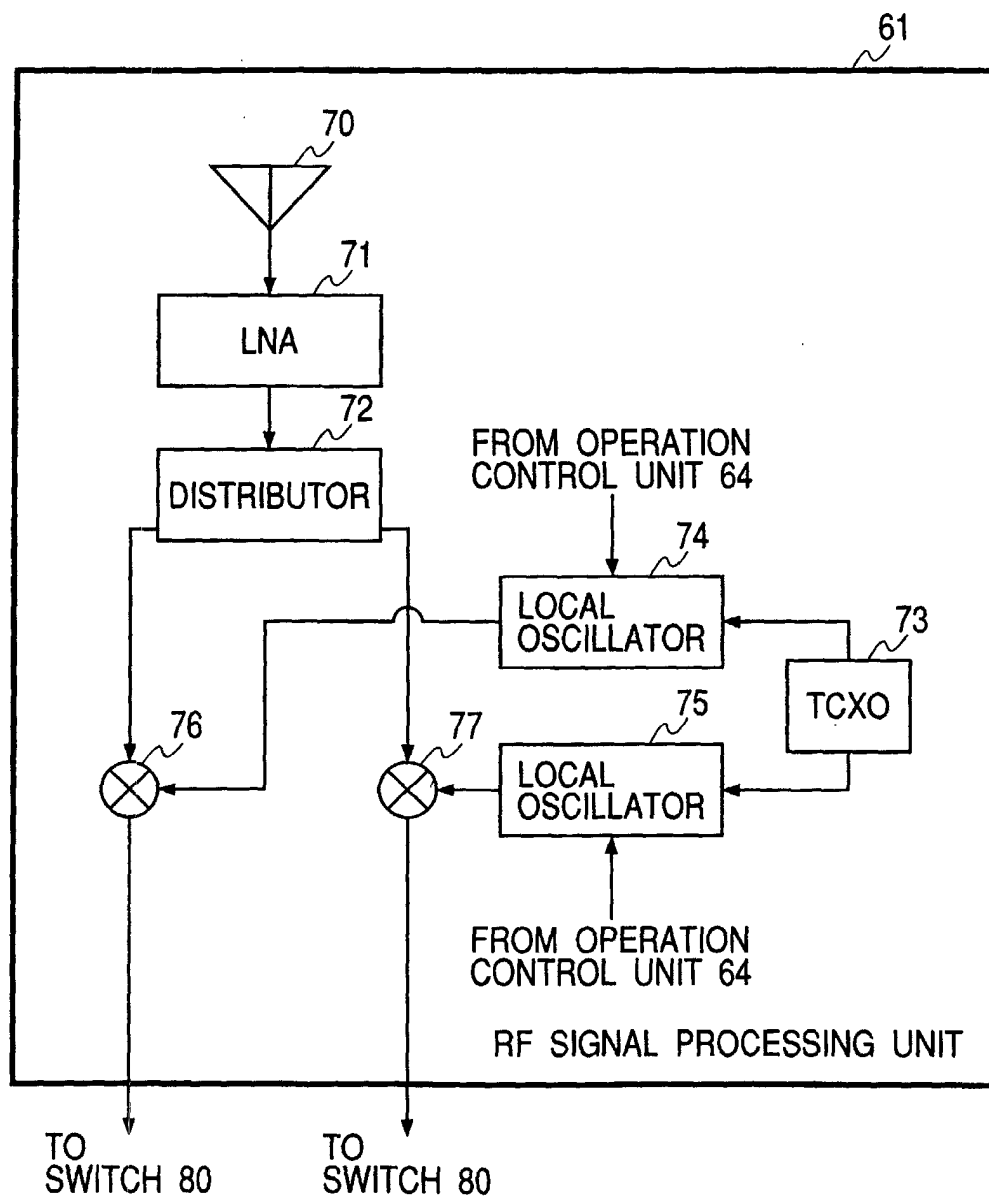 61
70
71
LNA
72
DISTRIBUTOR
FROM OPERATION
CONTROL UNIT 64
74
LOCAL
OSCILLATOR
73
TCXO
76
77
75
LOCAL
OSCILLATOR
FROM OPERATION
CONTROL UNIT 64
RF SIGNAL PROCESSING UNIT
TO
SWITCH 80
TO
SWITCH 80